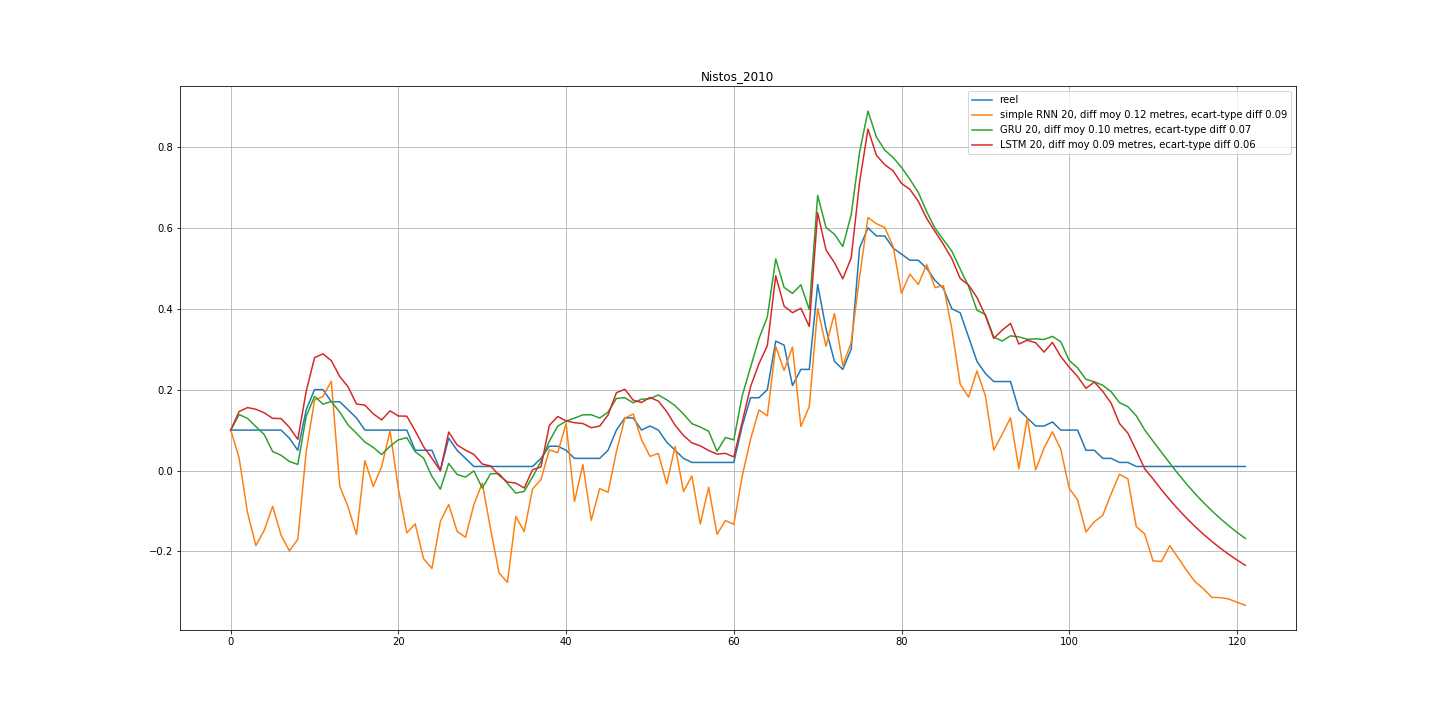 Nistos_2010
reel
simple RNN 20, diff moy 0.12 metres, ecart-type diff 0.09
GRU 20, diff moy 0.10 metres, ecart-type diff 0.07
LSTM 20, diff moy 0.09 metres, ecart-type diff 0.06
0.8
0.6
0.4
0.2
0.0
−0.2
0 20 40 60 80 100 120